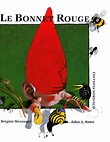 LE BONNET ROUGE
Brigitte Weninger
John A. Rowe